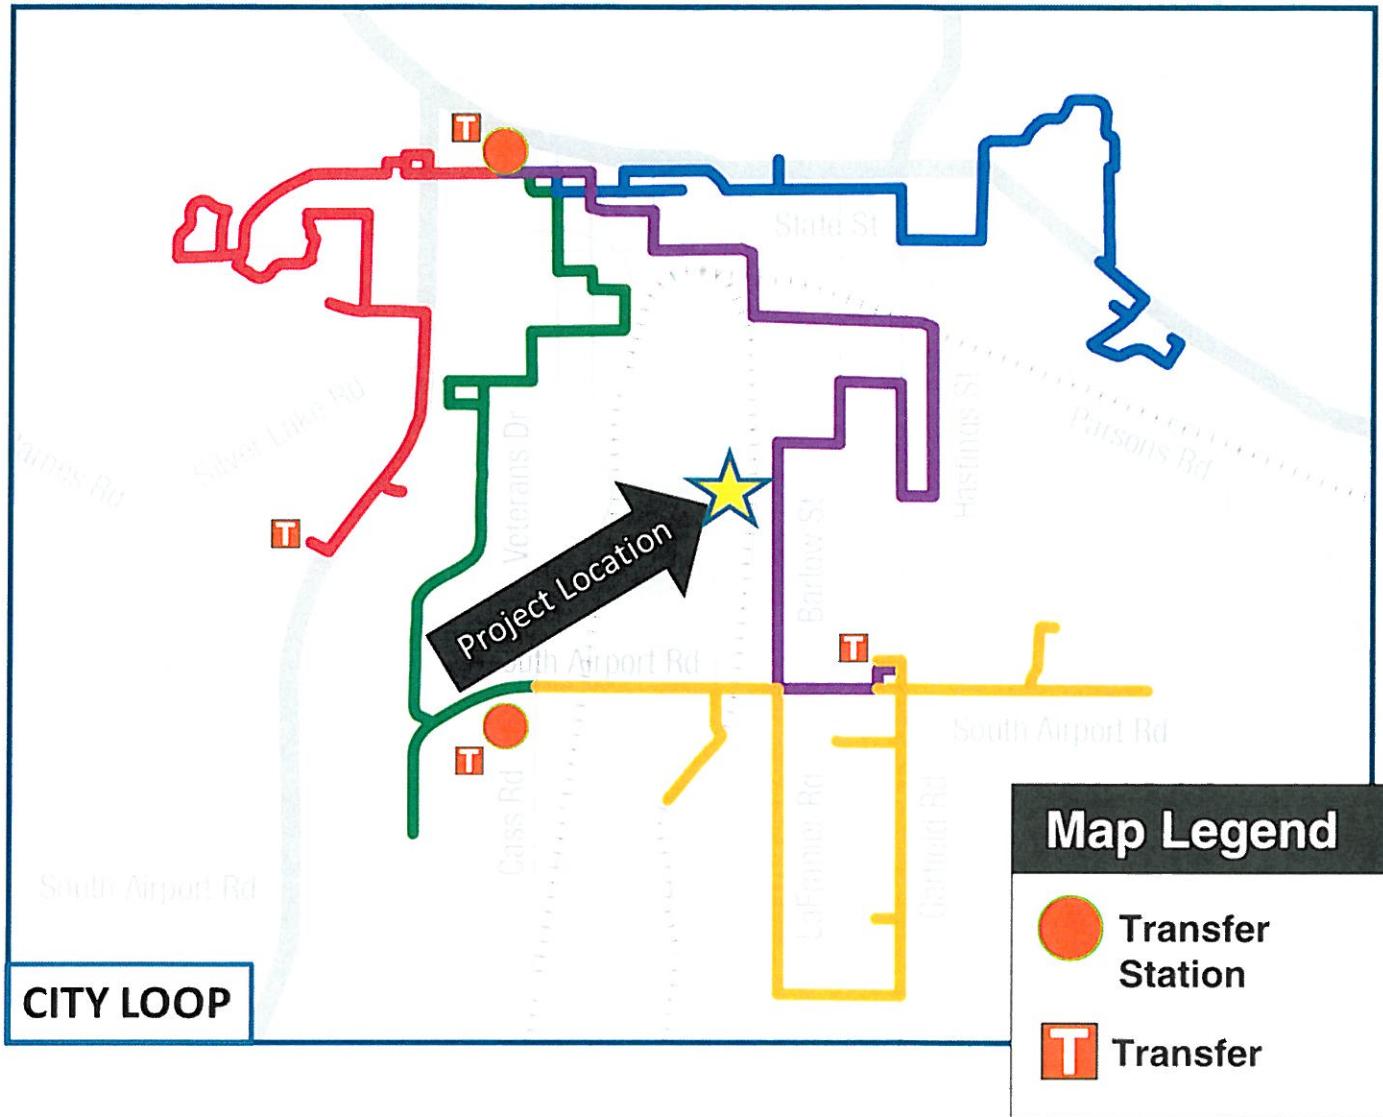 T
State St
Silver Lake Rd
Parsons Rd
Hastings St
Veterans Dr
Barlow St
T
Project Location
T
South Airport Rd
South Airport Rd
T
Cass Rd
LaFranier Rd
Garfield Rd
South Airport Rd
CITY LOOP
Map Legend
Transfer
Station
T Transfer